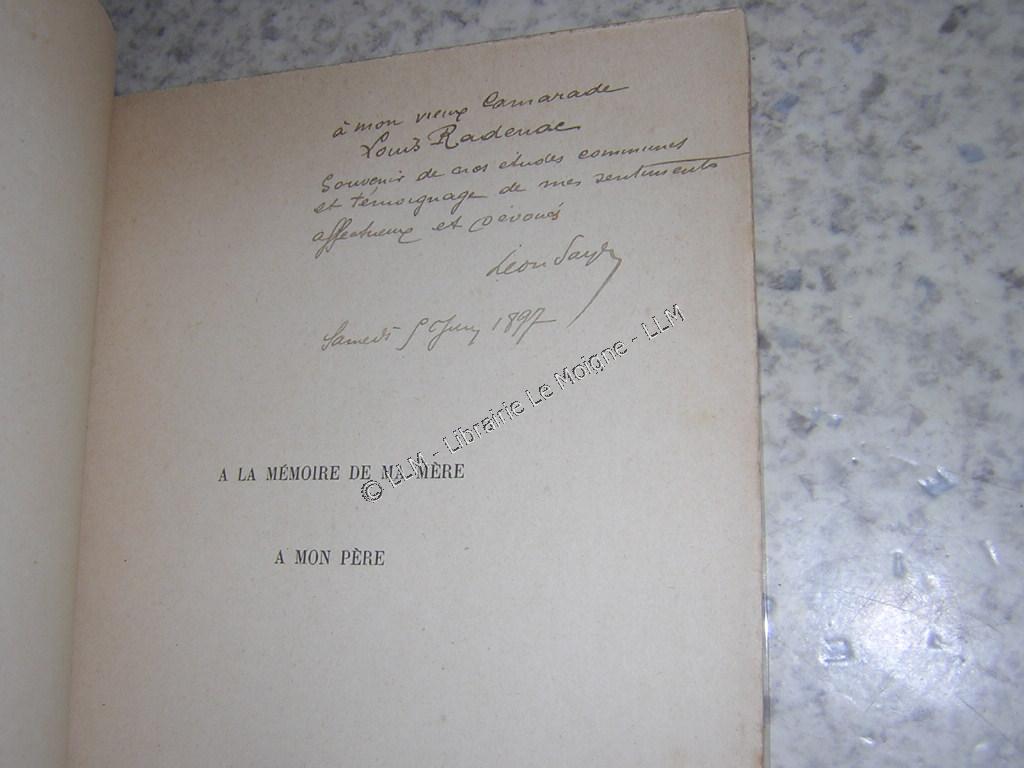 à mon vieux Camarade
Louis Radenac
Souvenir de nos études communes
et témoignage de mes sentiments
affectueux et dévoués
Léon
Samedi 5 Juin 1897
© LLM - Librairie Le Moigne - LLM
A LA MÉMOIRE DE MA MÈRE
A MON PÈRE